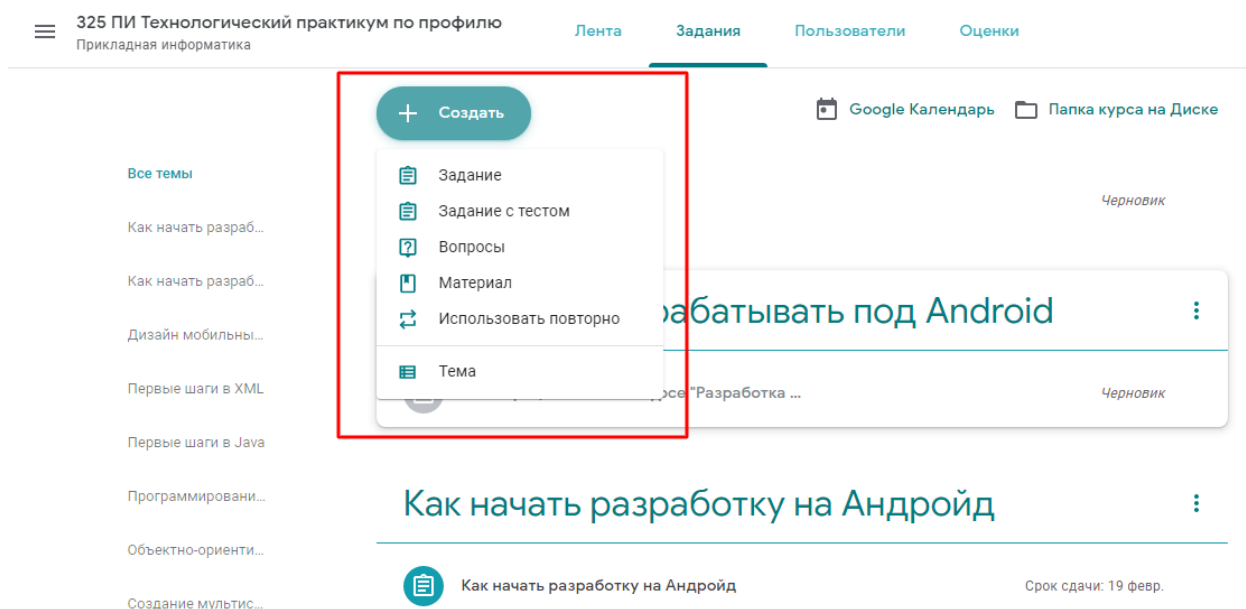 325 ПИ Технологический практикум по профилю
Прикладная информатика
Лента
Задания
Пользователи
Оценки
Создать
Google Календарь
Папка курса на Диске
Все темы
Как начать разраб...
Как начать разраб...
Дизайн мобильны...
Первые шаги в XML
Первые шаги в Java
Программировани...
Объектно-ориенти...
Создание мультис...
Задание
Задание с тестом
Вопросы
Материал
Использовать повторно
Тема
Черновик
рабатывать под Android
рсе "Разработка ...
Черновик
Как начать разработку на Андройд
Как начать разработку на Андройд
Срок сдачи: 19 февр.